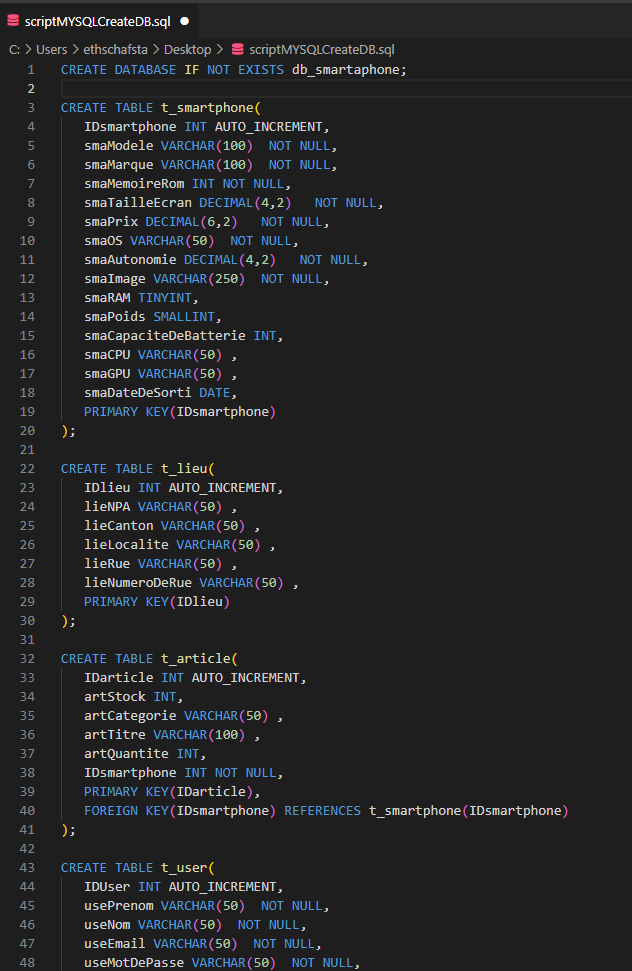 scriptMYSQLCreateDB.sql
C: > Users > ethschafsta > Desktop > scriptMYSQLCreateDB.sql
1 CREATE DATABASE IF NOT EXISTS db_smartaphone;
2
3 CREATE TABLE t_smartphone(
4 IDsmartphone INT AUTO_INCREMENT,
5 smaModele VARCHAR(100) NOT NULL,
6 smaMarque VARCHAR(100) NOT NULL,
7 smaMemoireRom INT NOT NULL,
8 smaTailleEcran DECIMAL(4,2) NOT NULL,
9 smaPrix DECIMAL(6,2) NOT NULL,
10 smaOS VARCHAR(50) NOT NULL,
11 smaAutonomie DECIMAL(4,2) NOT NULL,
12 smaImage VARCHAR(250) NOT NULL,
13 smaRAM TINYINT,
14 smaPoids SMALLINT,
15 smaCapaciteDeBatterie INT,
16 smaCPU VARCHAR(50) ,
17 smaGPU VARCHAR(50) ,
18 smaDateDeSorti DATE,
19 PRIMARY KEY(IDsmartphone)
20 );
21
22 CREATE TABLE t_lieu(
23 IDlieu INT AUTO_INCREMENT,
24 lieNPA VARCHAR(50) ,
25 lieCanton VARCHAR(50) ,
26 lieLocalite VARCHAR(50) ,
27 lieRue VARCHAR(50) ,
28 lieNumeroDeRue VARCHAR(50) ,
29 PRIMARY KEY(IDlieu)
30 );
31
32 CREATE TABLE t_article(
33 IDarticle INT AUTO_INCREMENT,
34 artStock INT,
35 artCategorie VARCHAR(50) ,
36 artTitre VARCHAR(100) ,
37 artQuantite INT,
38 IDsmartphone INT NOT NULL,
39 PRIMARY KEY(IDarticle),
40 FOREIGN KEY(IDsmartphone) REFERENCES t_smartphone(IDsmartphone)
41 );
42
43 CREATE TABLE t_user(
44 IDUser INT AUTO_INCREMENT,
45 usePrenom VARCHAR(50) NOT NULL,
46 useNom VARCHAR(50) NOT NULL,
47 useEmail VARCHAR(50) NOT NULL,
48 useMotDePasse VARCHAR(50) NOT NULL,